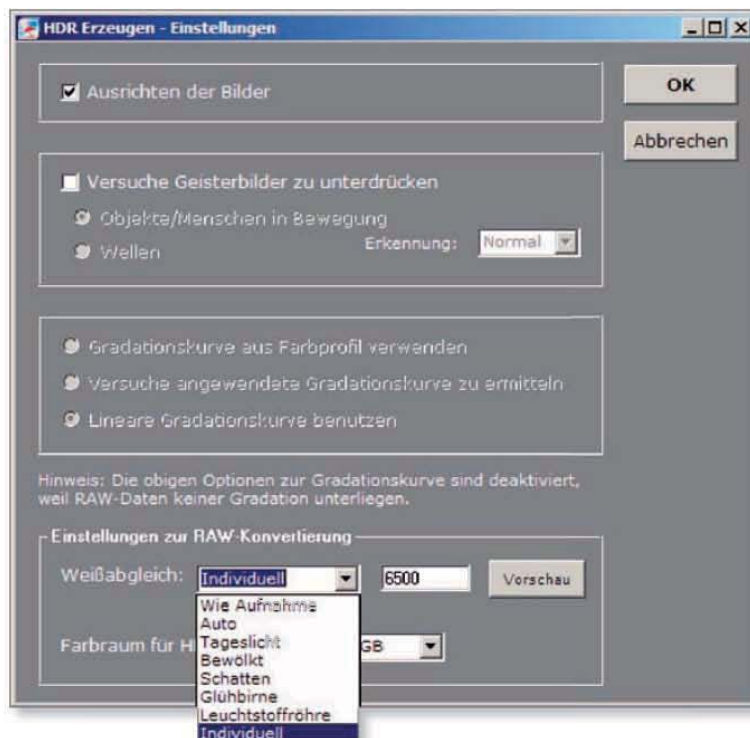 HDR Erzeugen - Einstellungen
Ausrichten der Bilder
OK
Abbrechen
Versuche Geisterbilder zu unterdrücken
Objekte/Menschen in Bewegung
Erkennung: Normal
Wellen
Gradationskurve aus Farbprofil verwenden
Versuche angewendete Gradationskurve zu ermitteln
Lineare Gradationskurve benutzen
Hinweis: Die obigen Optionen zur Gradationskurve sind deaktiviert,
weil RAW-Daten keiner Gradation unterliegen.
Einstellungen zur RAW-Konvertierung
Weißabgleich: Individuell 6500 Vorschau
Wie Aufnahme
Auto
Tageslicht
Bewölkt
Schatten
Glühbirne
Leuchtstoffröhre
Individuell
Farbraum für H GB